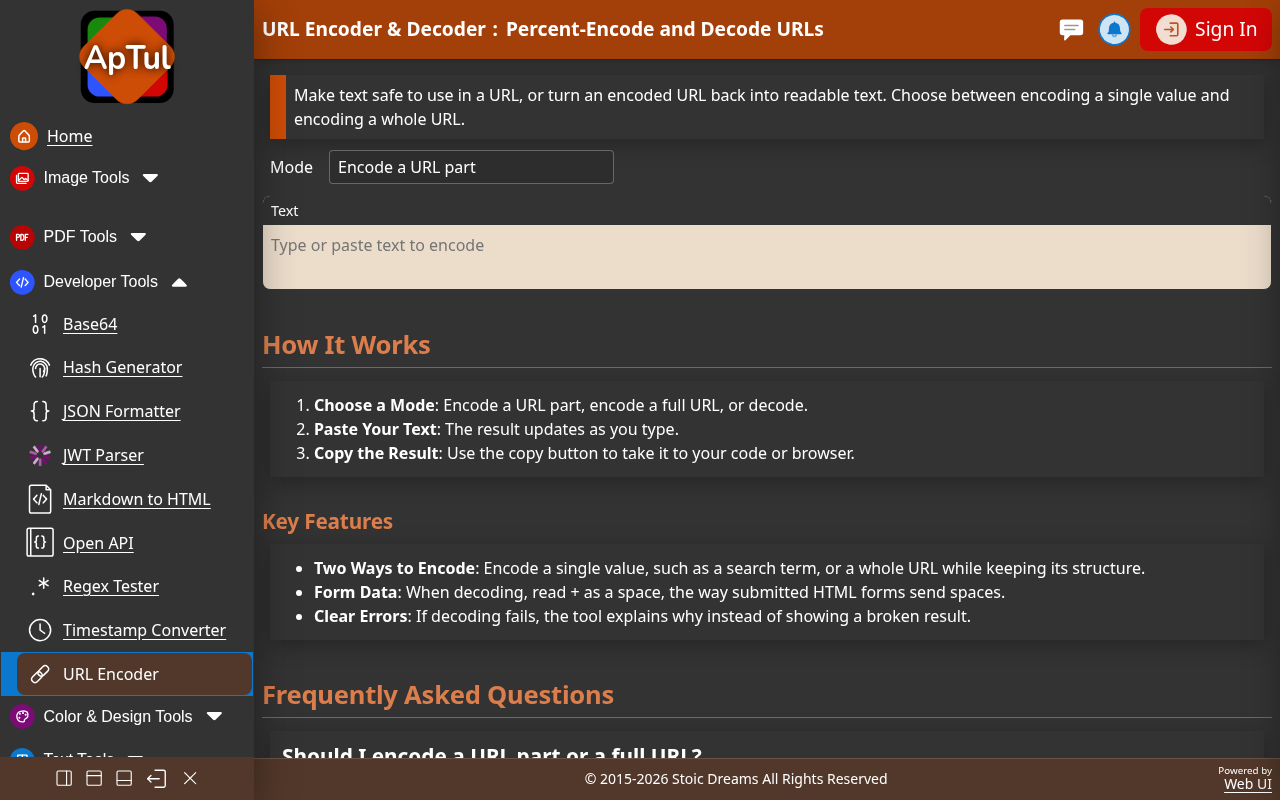 ApTul
Home
Image Tools
PDF Tools
Developer Tools
Base64
Hash Generator
JSON Formatter
JWT Parser
Markdown to HTML
Open API
Regex Tester
Timestamp Converter
URL Encoder
Color & Design Tools
Text Tools
URL Encoder & Decoder : Percent-Encode and Decode URLs
Sign In
Make text safe to use in a URL, or turn an encoded URL back into readable text. Choose between encoding a single value and
encoding a whole URL.
Mode
Encode a URL part
Text
Type or paste text to encode
How It Works
1. Choose a Mode: Encode a URL part, encode a full URL, or decode.
2. Paste Your Text: The result updates as you type.
3. Copy the Result: Use the copy button to take it to your code or browser.
Key Features
• Two Ways to Encode: Encode a single value, such as a search term, or a whole URL while keeping its structure.
• Form Data: When decoding, read + as a space, the way submitted HTML forms send spaces.
• Clear Errors: If decoding fails, the tool explains why instead of showing a broken result.
Frequently Asked Questions
Should I encode a URL part or a full URL?
© 2015-2026 Stoic Dreams All Rights Reserved
Powered by
Web UI